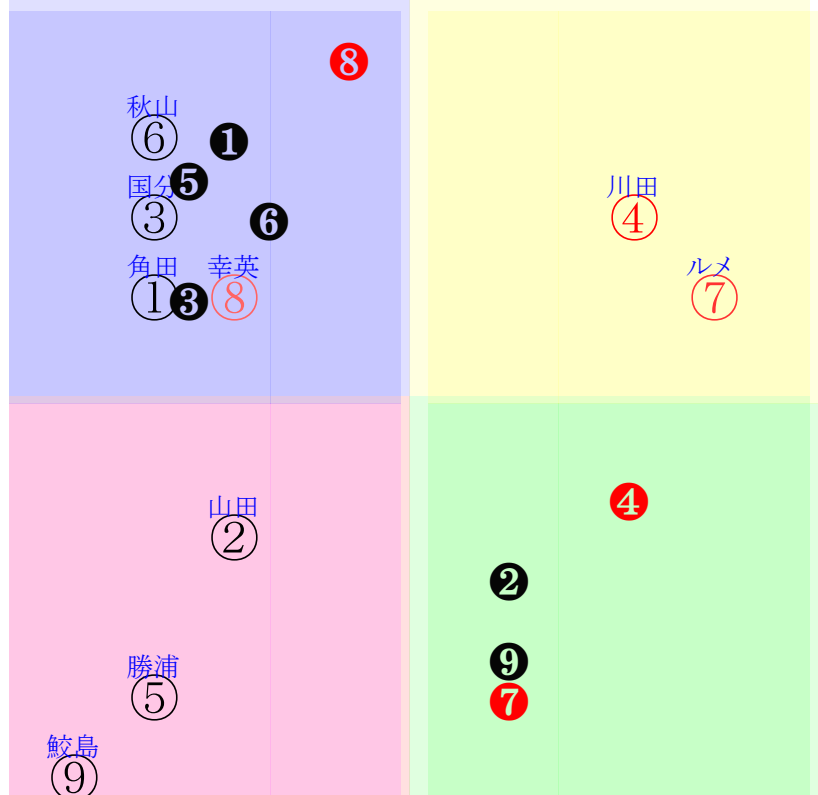 ❽
秋山
⑥
❶
国分
❺
川田
③
❻
④
角田
幸英
ルメ
①
❸
⑧
⑦
山田
❹
②
❷
勝浦
❾
⑤
❼
鮫島
⑨